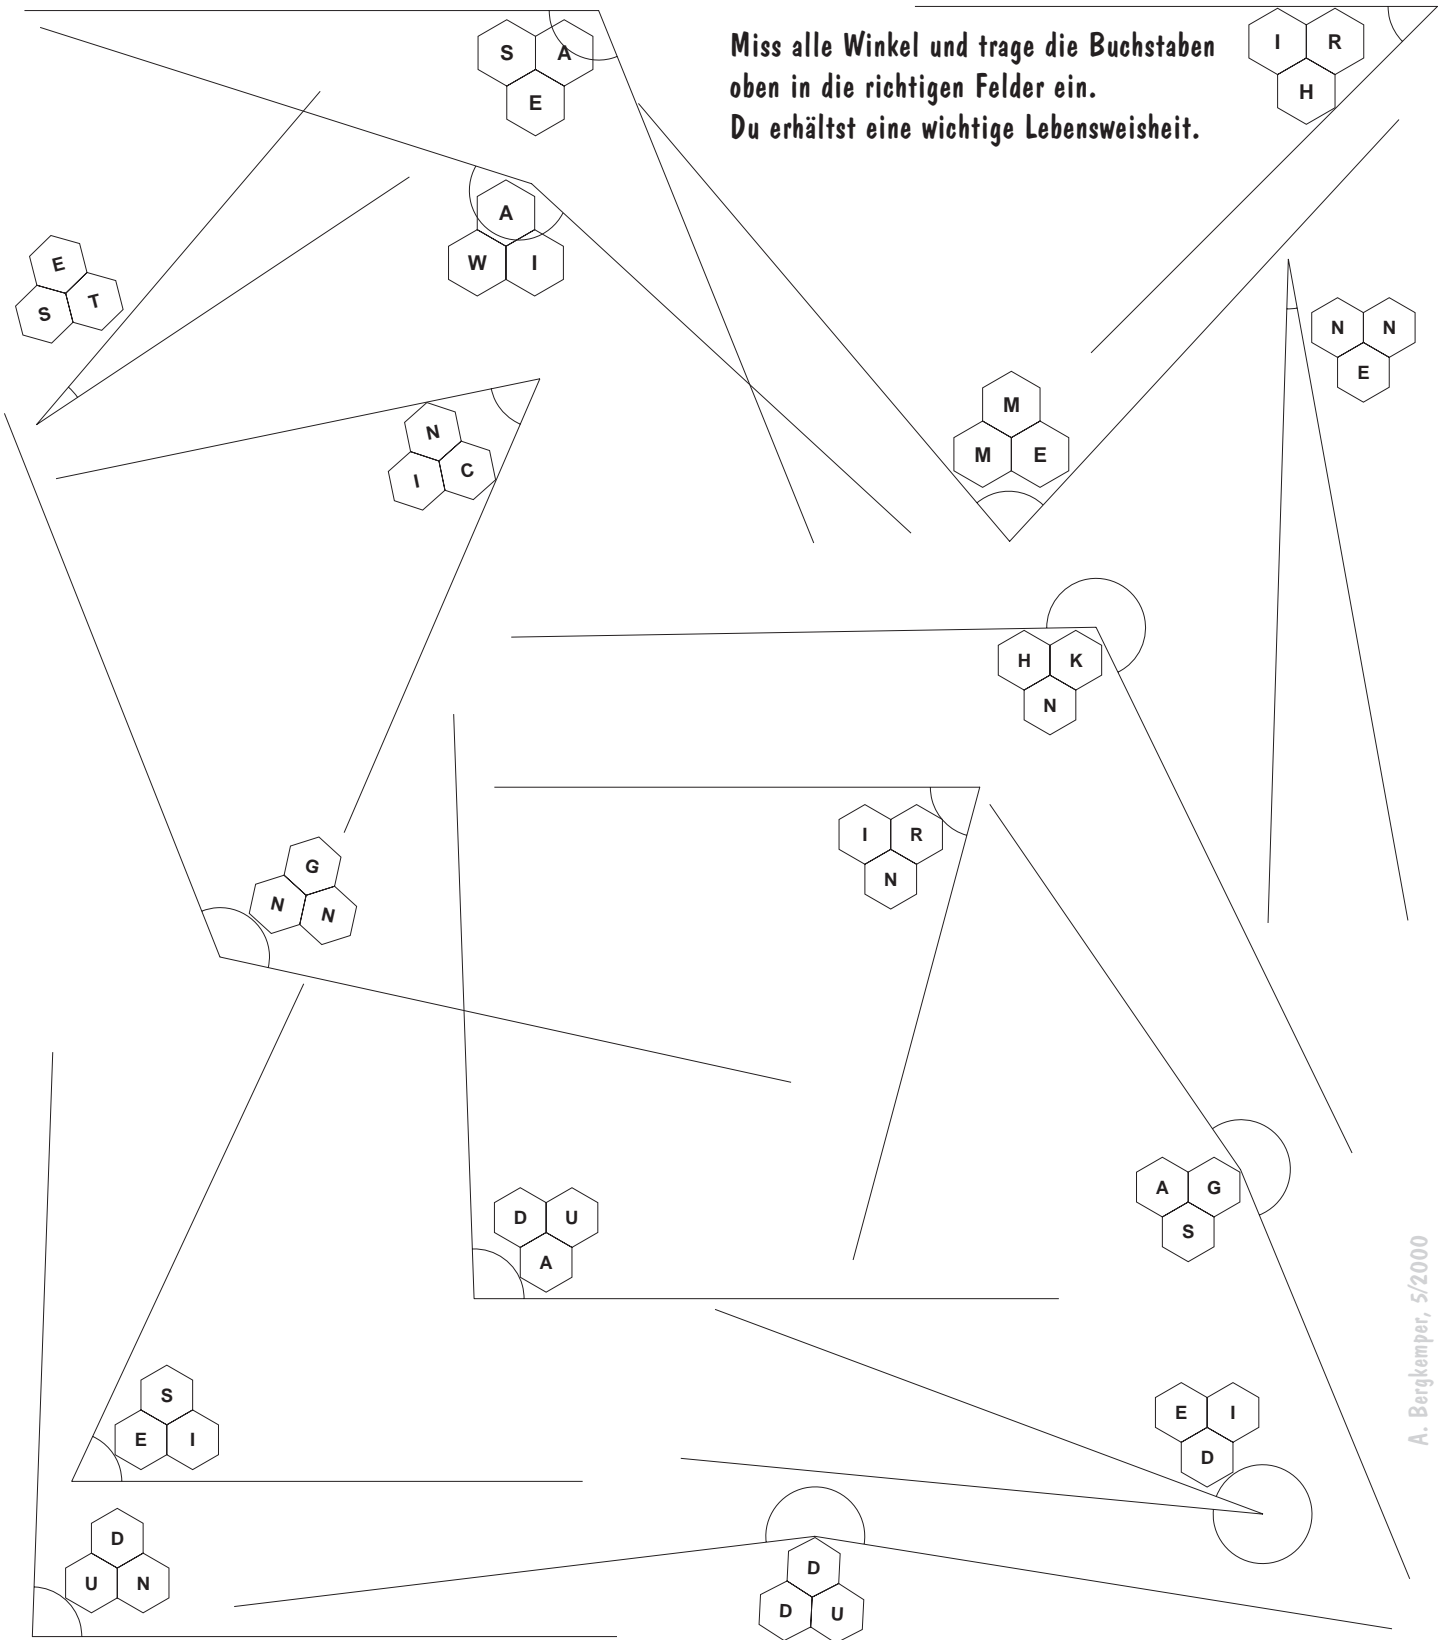 Miss alle Winkel und trage die Buchstaben
oben in die richtigen Felder ein.
Du erhältst eine wichtige Lebensweisheit.
S A
E
I R
H
A
W I
E
S T
N N
E
M
M E
N
I C
H K
N
I R
N
G
N N
A G
S
D U
A
S
E I
E I
D
D
U N
D
D U
A. Bergkemper, 5/2000